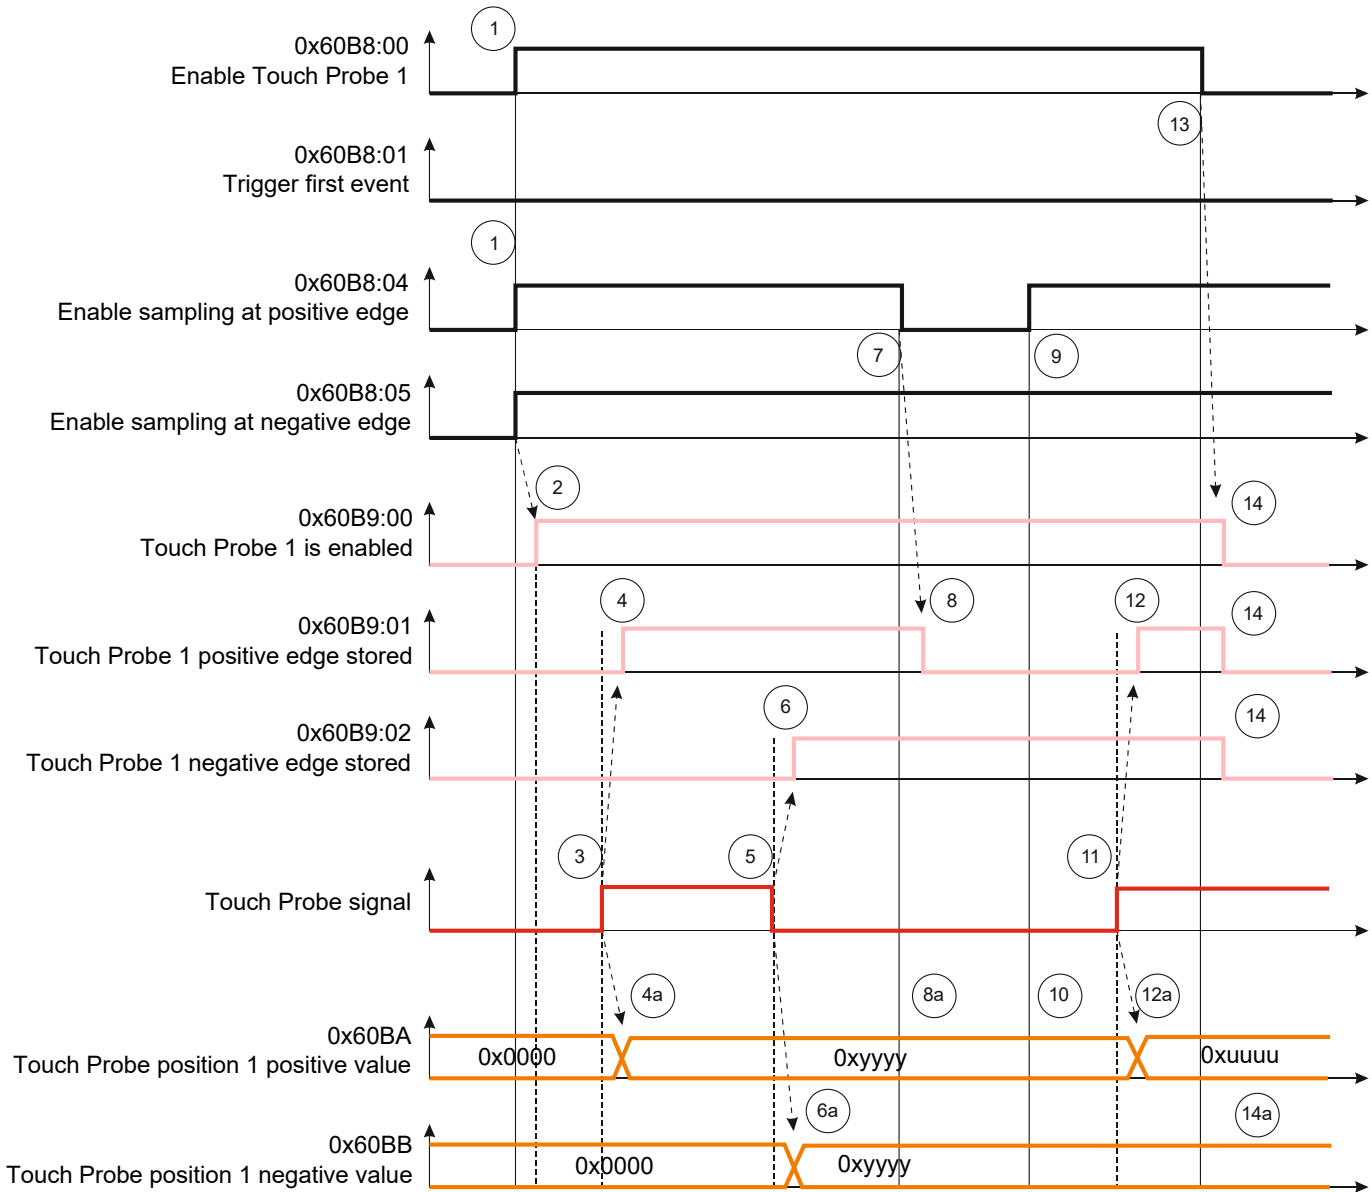 1
0x60B8:00
Enable Touch Probe 1
13
0x60B8:01
Trigger first event
1
0x60B8:04
Enable sampling at positive edge
7
9
0x60B8:05
Enable sampling at negative edge
2
14
0x60B9:00
Touch Probe 1 is enabled
4
8
12
14
0x60B9:01
Touch Probe 1 positive edge stored
6
14
0x60B9:02
Touch Probe 1 negative edge stored
3
5
11
Touch Probe signal
4a
8a
10
12a
0x60BA
Touch Probe position 1 positive value
0x0000
0xyyyy
0xuuuu
6a
14a
0x60BB
Touch Probe position 1 negative value
0x0000
0xyyyy